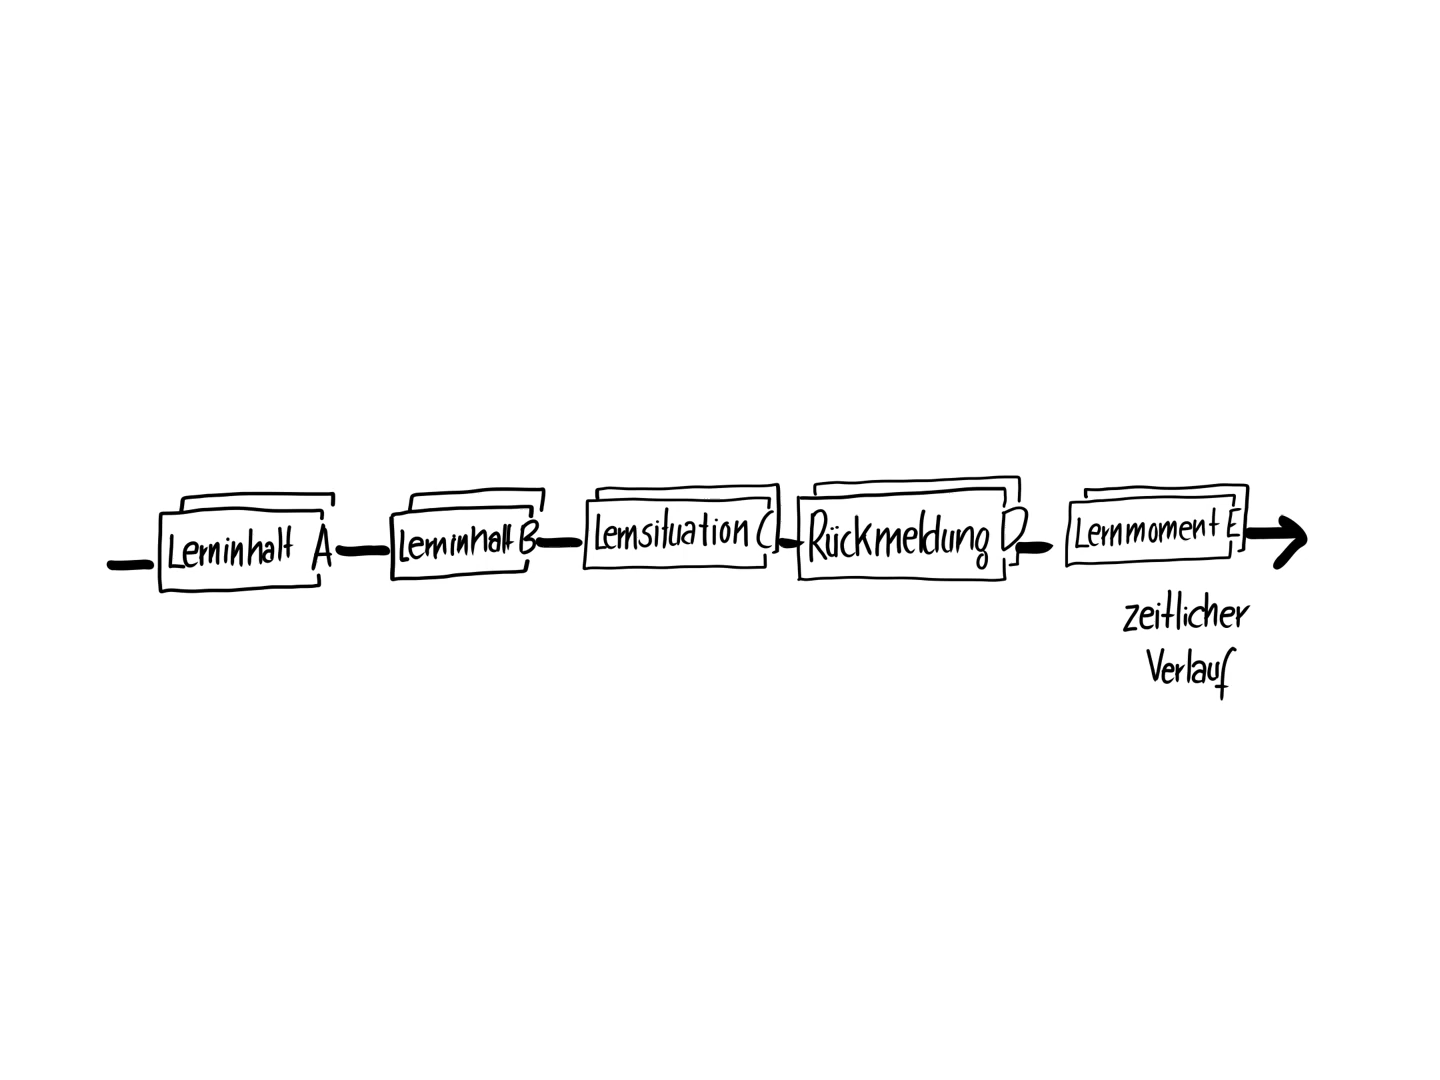 Lerninhalt A
Lerninhalt B
Lernsituation C
Rückmeldung D
Lernmoment E
zeitlicher
Verlauf